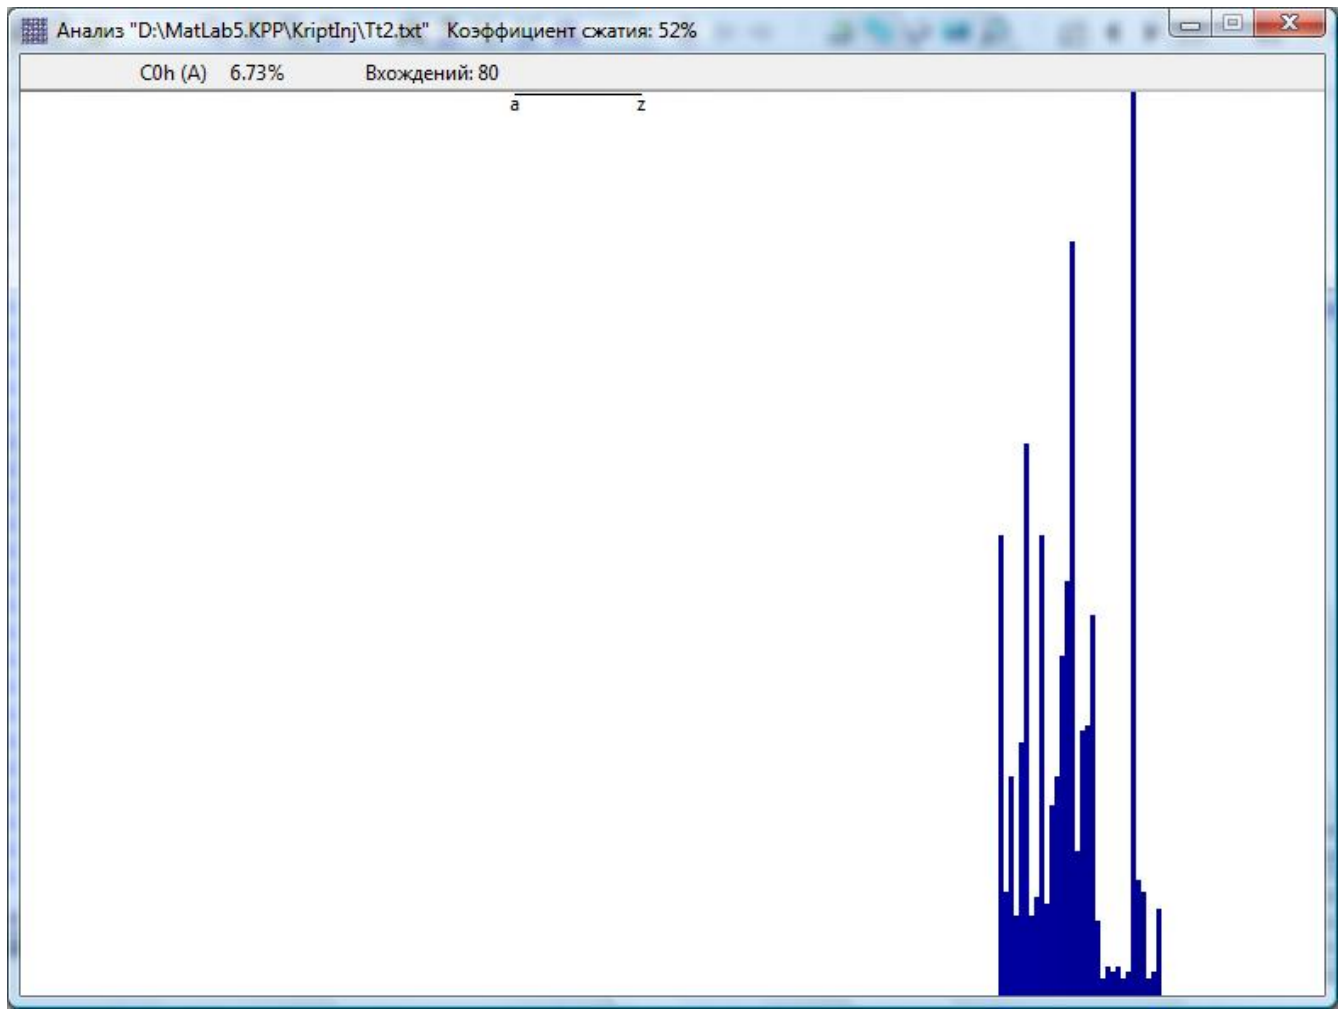 Анализ "D:\MatLab5.KPP\KriptInj\Tt2.txt" Коэффициент сжатия: 52%
C0h (A) 6.73% Вхождений: 80
a z